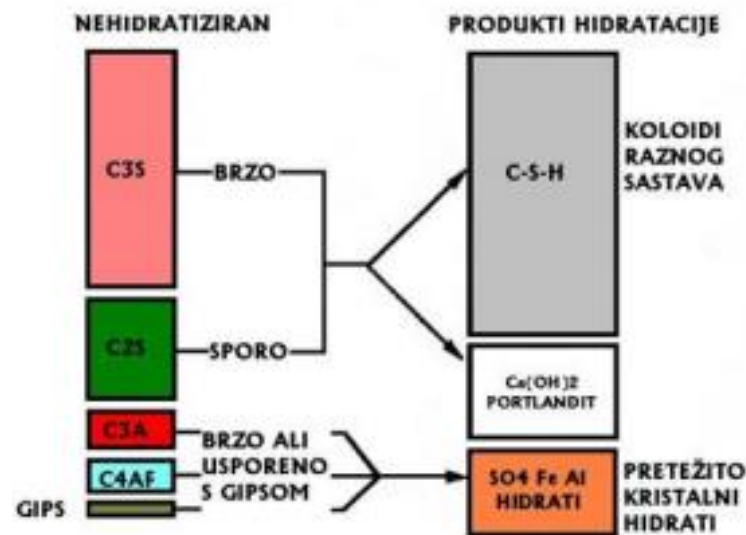 NEHIDRATIZIRAN
PRODUKTI HIDRATACIJE
C3S
BRZO
C2S
SPORO
C3A
C4AF
GIPS
BRZO ALI
USPORENO
S GIPSOM
C-S-H
KOLOIDI
RAZNOG
SASTAVA
Ca(OH)2
PORTLANDIT
SO4 Fe Al
HIDRATI
PRETEŽITO
KRISTALNI
HIDRATI